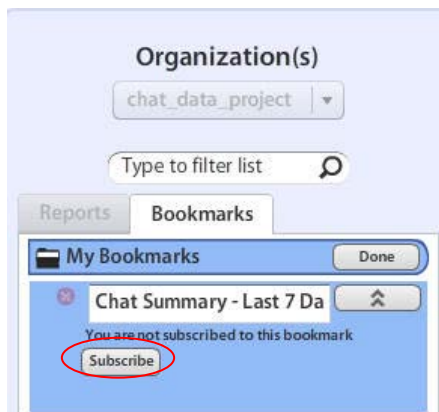 Organization(s)
chat_data_project
Type to filter list
Reports Bookmarks
My Bookmarks Done
Chat Summary - Last 7 Da
You are not subscribed to this bookmark
Subscribe